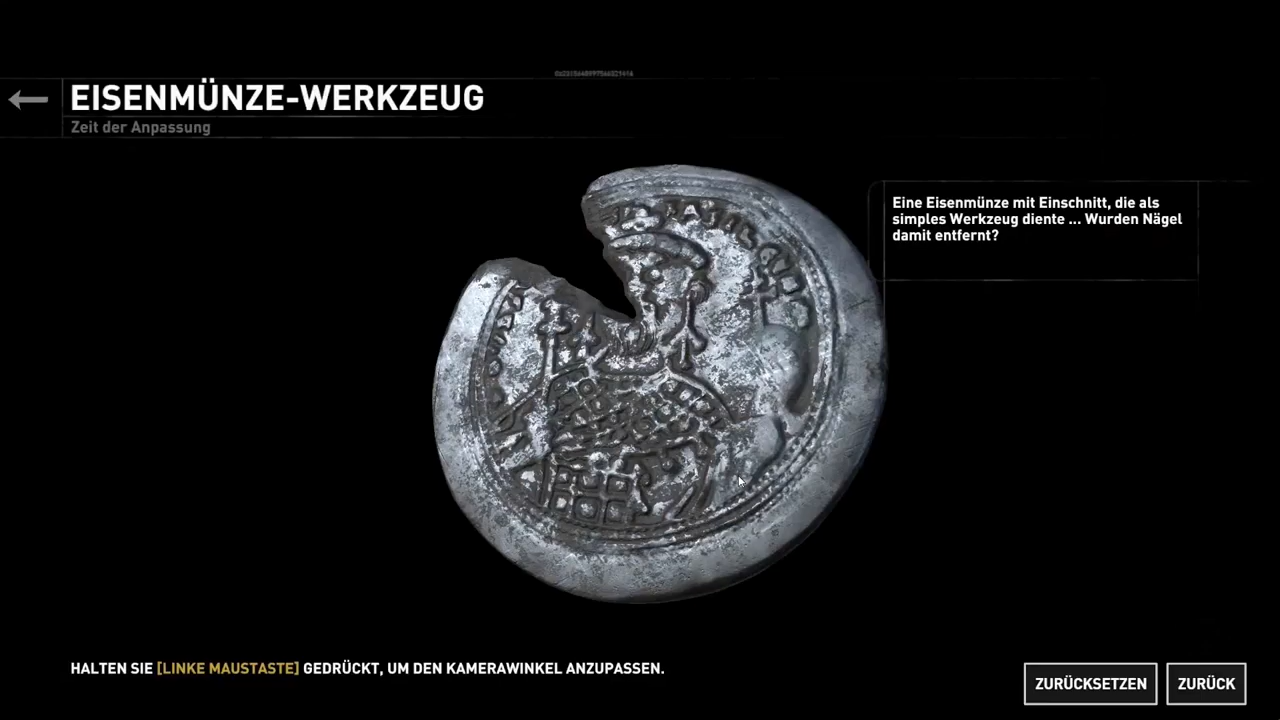 EISENMÜNZE-WERKZEUG
Zeit der Anpassung
Eine Eisenmünze mit Einschnitt, die als
simples Werkzeug diente ... Wurden Nägel
damit entfernt?
HALTEN SIE [LINKE MAUSTASTE] GEDRÜCKT, UM DEN KAMERAWINKEL ANZUPASSEN.
ZURÜCKSETZEN
ZURÜCK